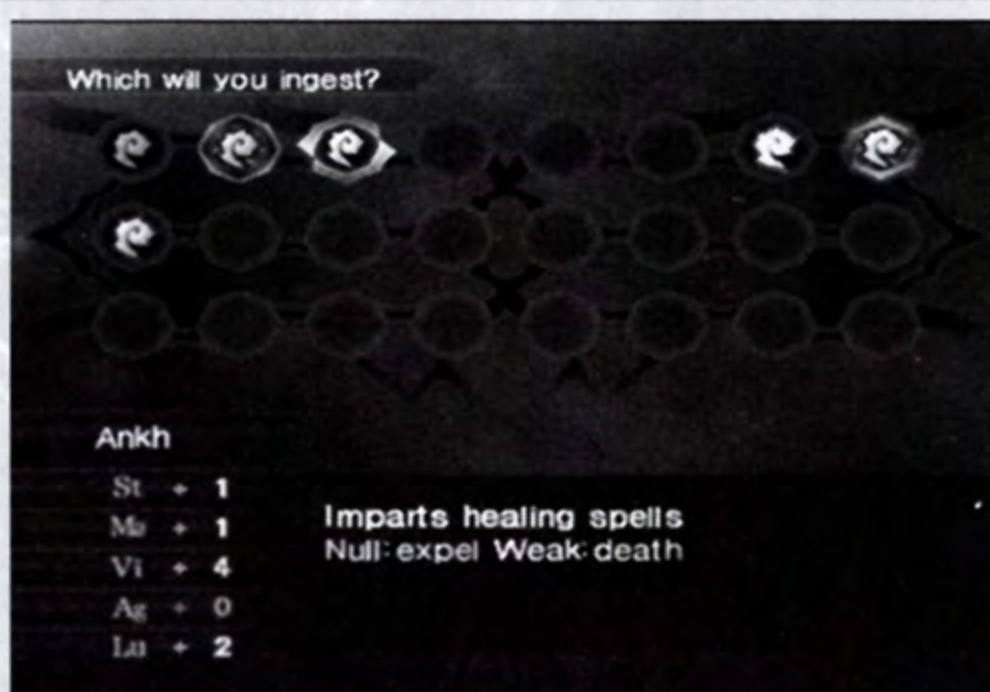 Which will you ingest?
Ankh
St + 1
Ma + 1
Vi + 4
Ag + 0
Lu + 2
Imparts healing spells
Null:expel Weak:death